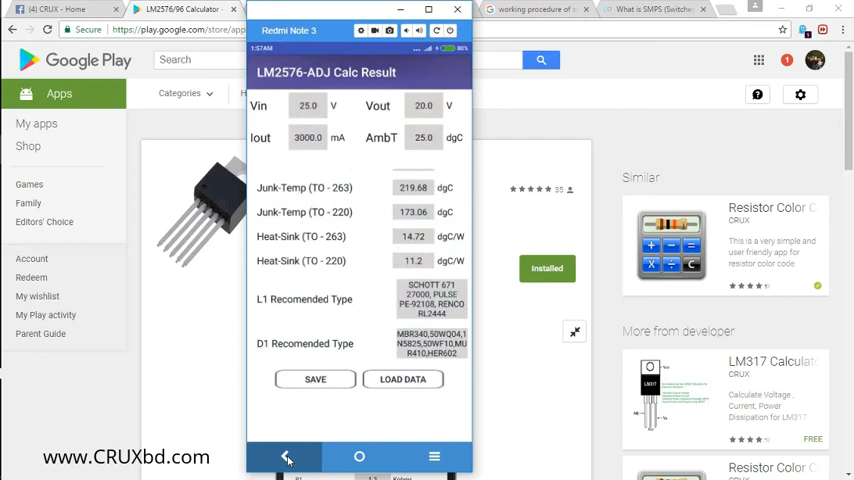 (4) CRUX - Home
LM2576/96 Calculator -
Redmi Note 3
working procedure of s
What is SMPS (Switched
Secure
https://play.google.com/store/app
1:57AM
80%
Google Play
Search
1
LM2576-ADJ Calc Result
Apps
Categories
H
Vin 25.0 V Vout 20.0 V
Iout 3000.0 mA AmbT 25.0 dgC
My apps
Shop
Games
Family
Editors' Choice
Account
Redeem
My wishlist
My Play activity
Parent Guide
Junk-Temp (TO - 263) 219.68 dgC
Junk-Temp (TO - 220) 173.06 dgC
Heat-Sink (TO - 263) 14.72 dgC/W
Heat-Sink (TO - 220) 11.2 dgC/W
L1 Recomended Type
SCHOTT 671
27000, PULSE
PE-92108, RENCO
RL2444
D1 Recomended Type
MBR340,50WQ04,1
N5825,50WF10,MU
R410,HER602
SAVE
LOAD DATA
35
Installed
Similar
Resistor Color C
CRUX
This is a very simple and
user friendly app for
resistor color code
More from developer
LM317 Calculato
CRUX
Calculate Voltage ,
Current, Power
Dissipation for LM317
FREE
Resistor Color C
CRUX
www.CRUXbd.com